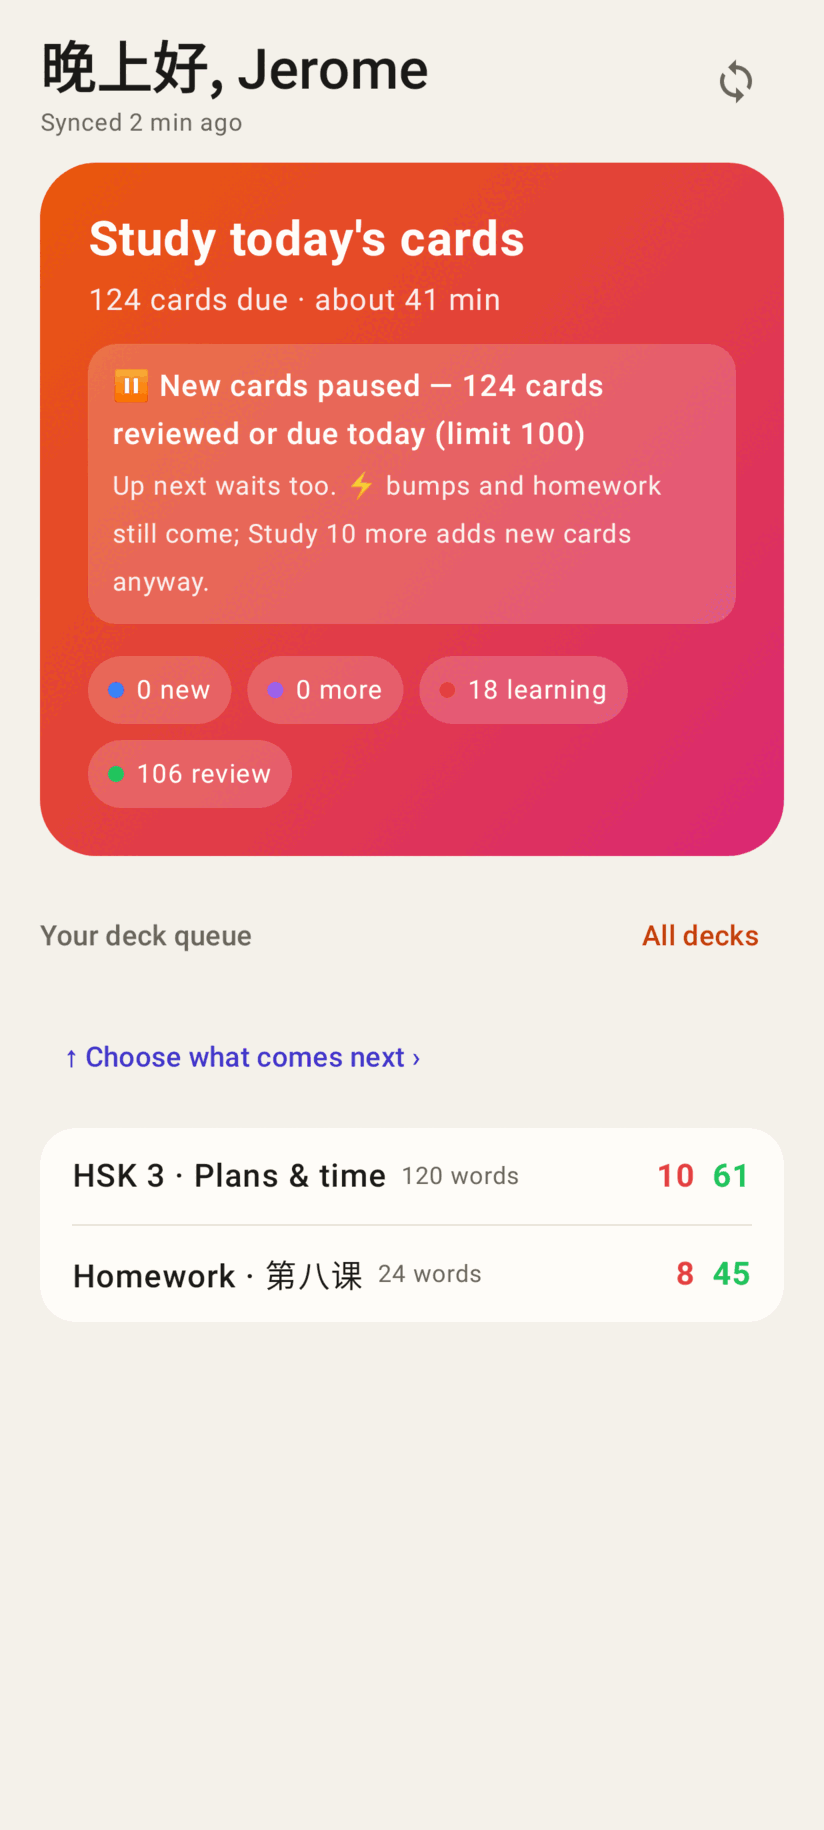 晚上好, Jerome
Synced 2 min ago
Study today's cards
124 cards due · about 41 min
⏸️ New cards paused — 124 cards
reviewed or due today (limit 100)
Up next waits too. ⚡ bumps and homework
still come; Study 10 more adds new cards
anyway.
0 new
0 more
18 learning
106 review
Your deck queue
All decks
↑ Choose what comes next ›
HSK 3 · Plans & time 120 words 10 61
Homework · 第八课 24 words 8 45